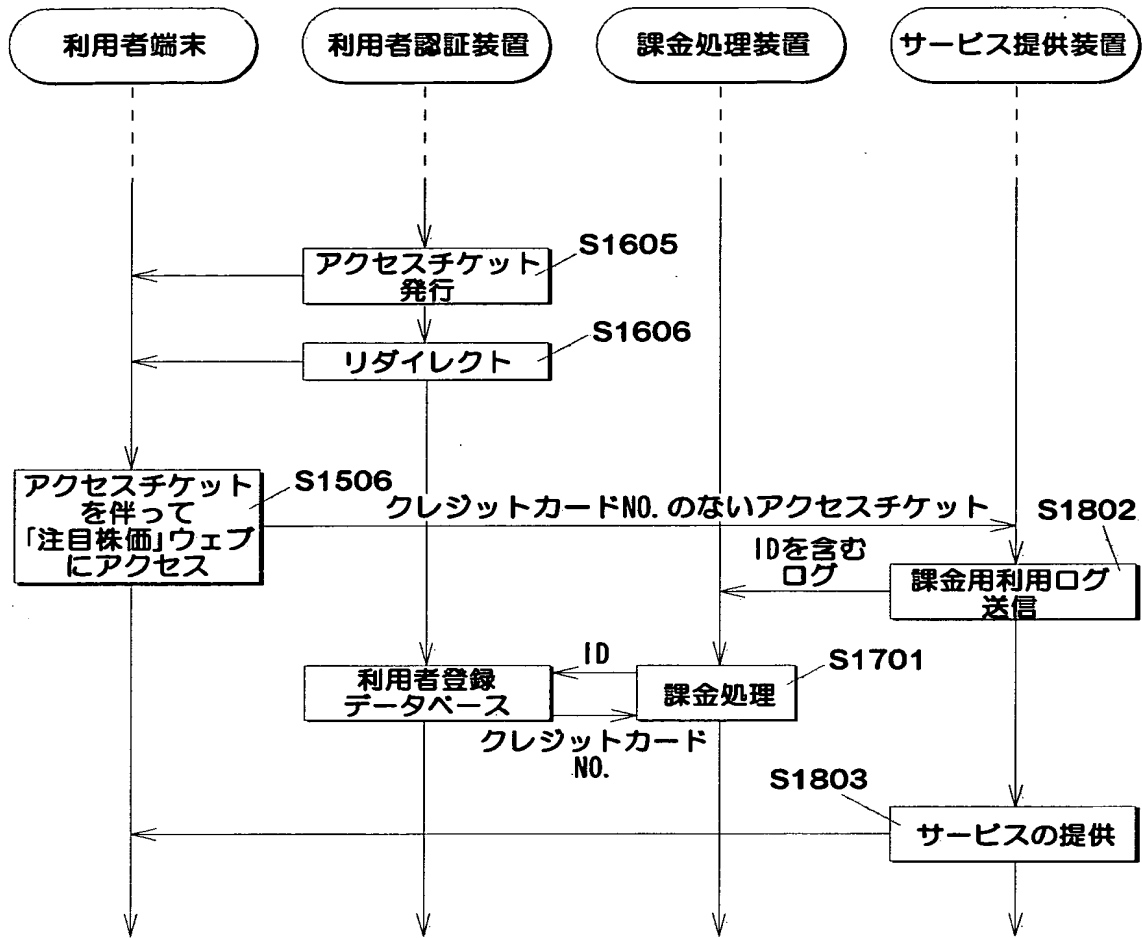 利用者端末
利用者認証装置
課金処理装置
サービス提供装置
アクセスチケット
発行
S1605
リダイレクト
S1606
アクセスチケット
を伴って
「注目株価」ウェブ
にアクセス
S1506
クレジットカードNO.のないアクセスチケット
S1802
IDを含む
ログ
課金用利用ログ
送信
利用者登録
データベース
ID
課金処理
S1701
クレジットカード
NO.
S1803
サービスの提供